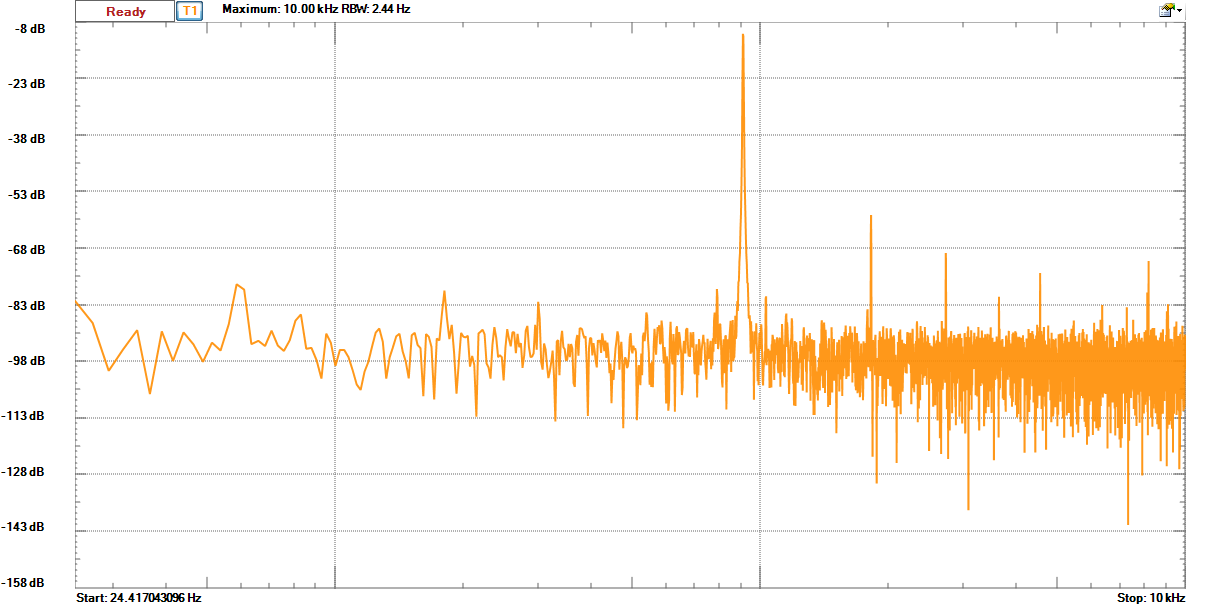 Ready T1 Maximum: 10.00 kHz RBW: 2.44 Hz
-8 dB
-23 dB
-38 dB
-53 dB
-68 dB
-83 dB
-98 dB
-113 dB
-128 dB
-143 dB
-158 dB
Start: 24.417043096 Hz Stop: 10 kHz